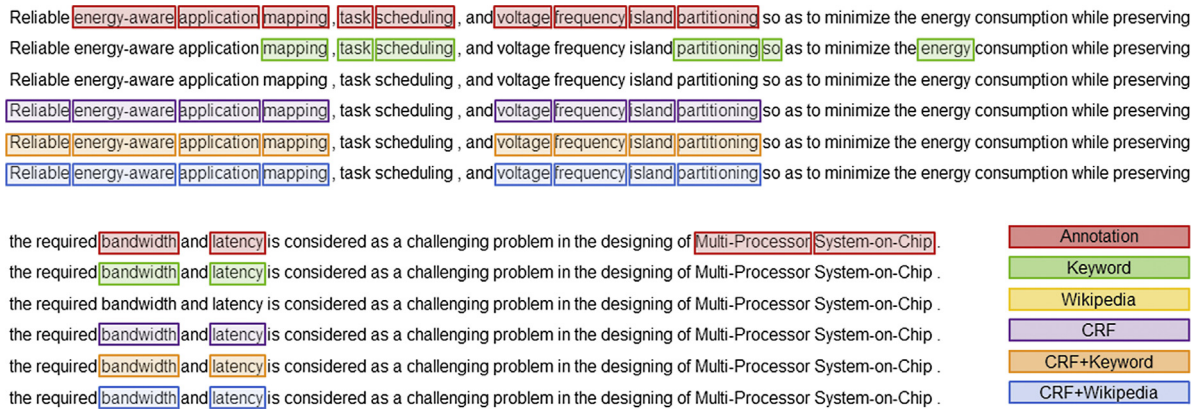 Reliable energy-aware application mapping , task scheduling , and voltage frequency island partitioning so as to minimize the energy consumption while preserving
Reliable energy-aware application mapping , task scheduling , and voltage frequency island partitioning so as to minimize the energy consumption while preserving
Reliable energy-aware application mapping , task scheduling , and voltage frequency island partitioning so as to minimize the energy consumption while preserving
Reliable energy-aware application mapping , task scheduling , and voltage frequency island partitioning so as to minimize the energy consumption while preserving
Reliable energy-aware application mapping , task scheduling , and voltage frequency island partitioning so as to minimize the energy consumption while preserving
Reliable energy-aware application mapping , task scheduling , and voltage frequency island partitioning so as to minimize the energy consumption while preserving
the required bandwidth and latency is considered as a challenging problem in the designing of Multi-Processor System-on-Chip .
the required bandwidth and latency is considered as a challenging problem in the designing of Multi-Processor System-on-Chip .
the required bandwidth and latency is considered as a challenging problem in the designing of Multi-Processor System-on-Chip .
the required bandwidth and latency is considered as a challenging problem in the designing of Multi-Processor System-on-Chip .
the required bandwidth and latency is considered as a challenging problem in the designing of Multi-Processor System-on-Chip .
the required bandwidth and latency is considered as a challenging problem in the designing of Multi-Processor System-on-Chip .
Annotation
Keyword
Wikipedia
CRF
CRF+Keyword
CRF+Wikipedia